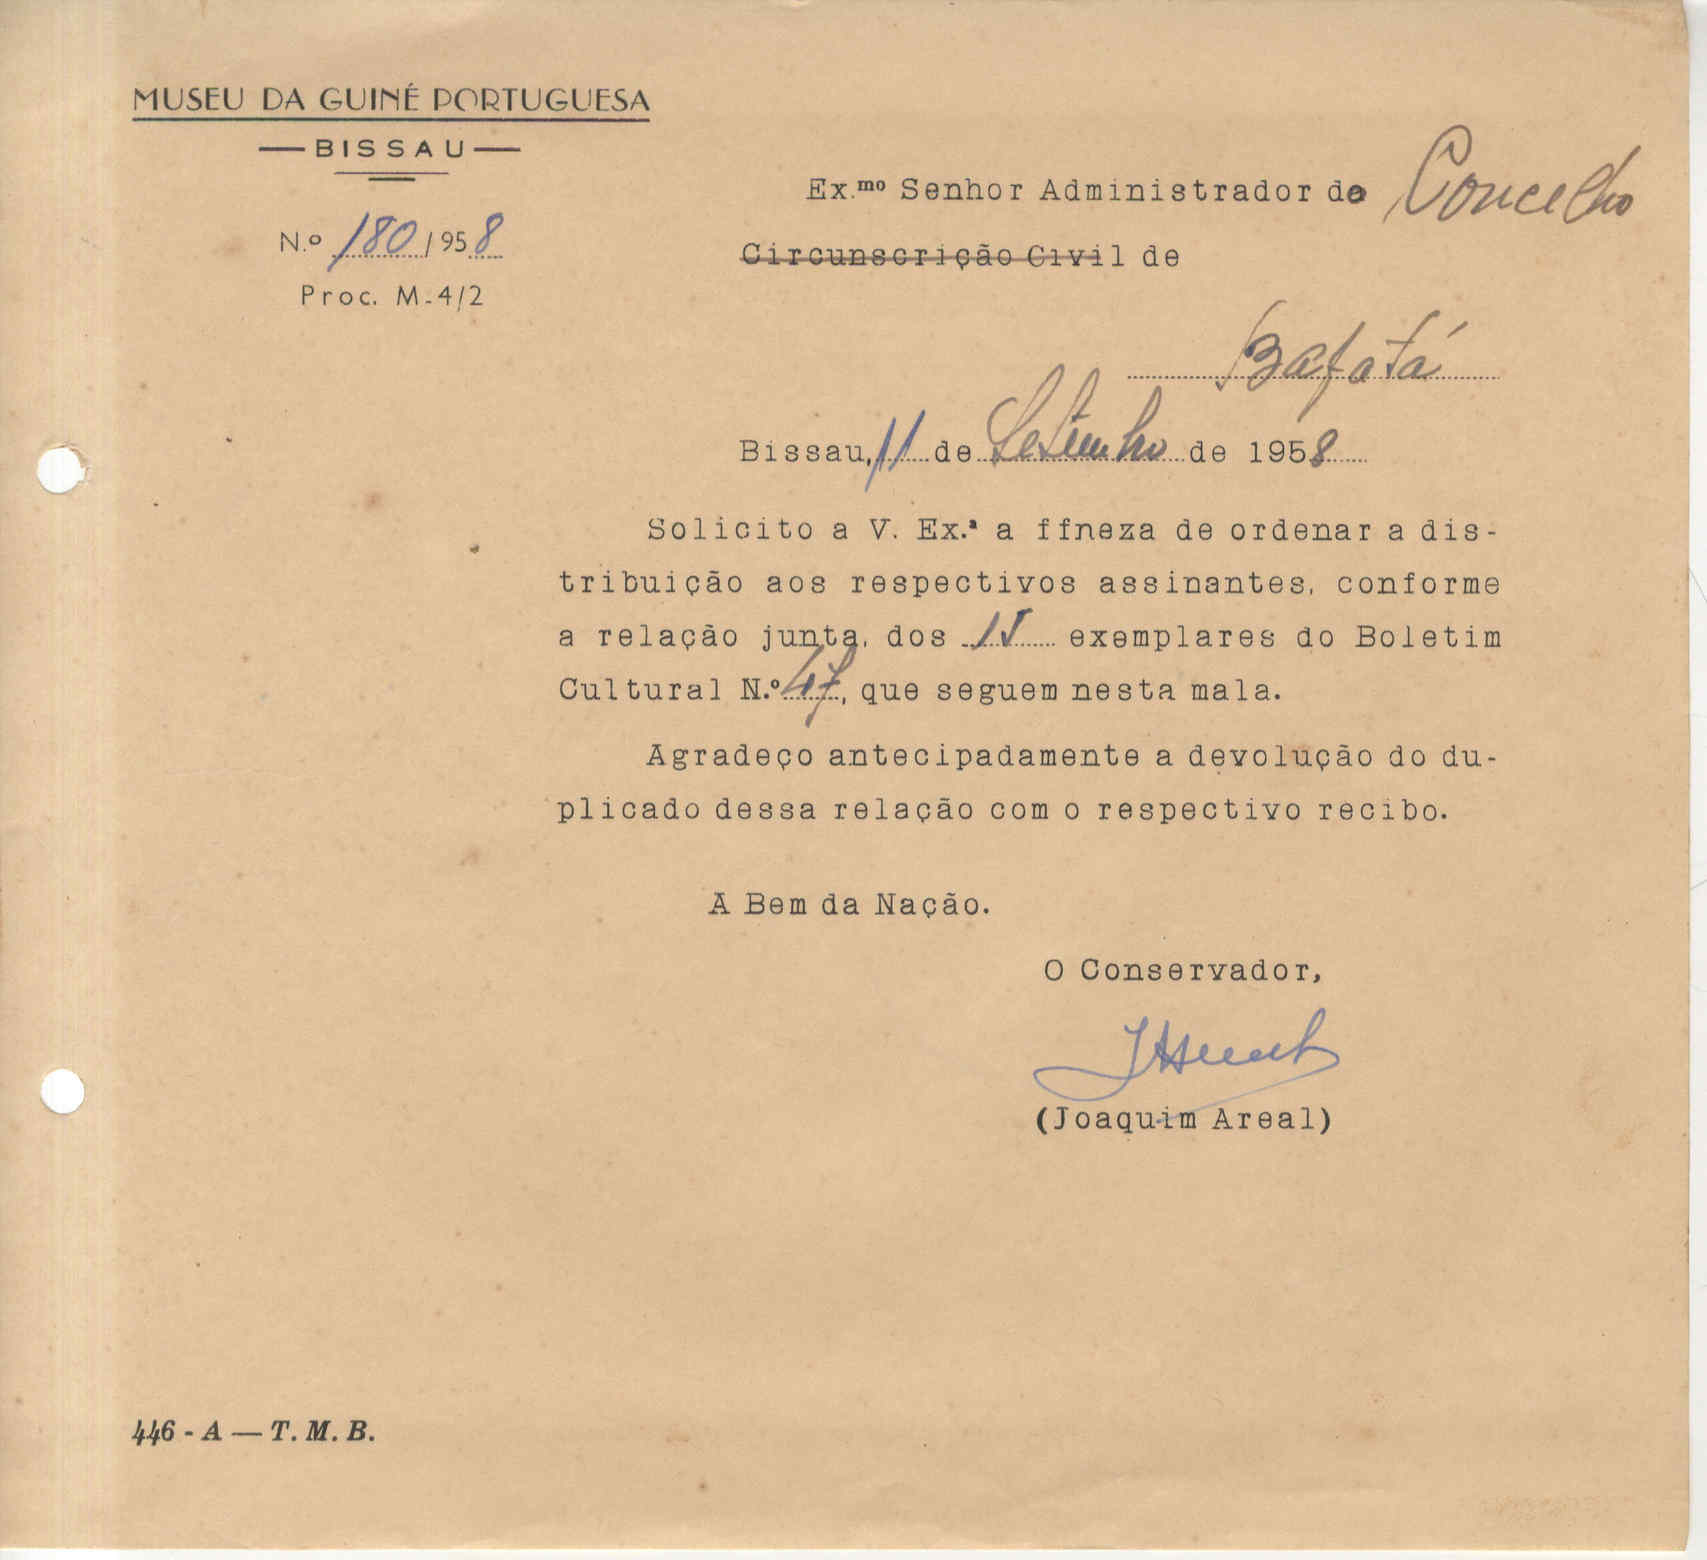 MUSEU DA GUINÉ PORTUGUESA
BISSAU
N.º 180/958
Proc. M-4/2
Ex.mo Senhor Administrador do Concelho
Circunscrição Civil de
Bafatá
Bissau, 11 de Setembro de 1958
Solicito a V. Ex.ª a ffneza de ordenar a dis-
tribuição aos respectivos assinantes, conforme
a relação junta, dos 15 exemplares do Boletim
Cultural N.º 47, que seguem nesta mala.
Agradeço antecipadamente a devolução do du-
plicado dessa relação com o respectivo recibo.
A Bem da Nação.
O Conservador,
(Joaquim Areal)
446 - A — T. M. B.